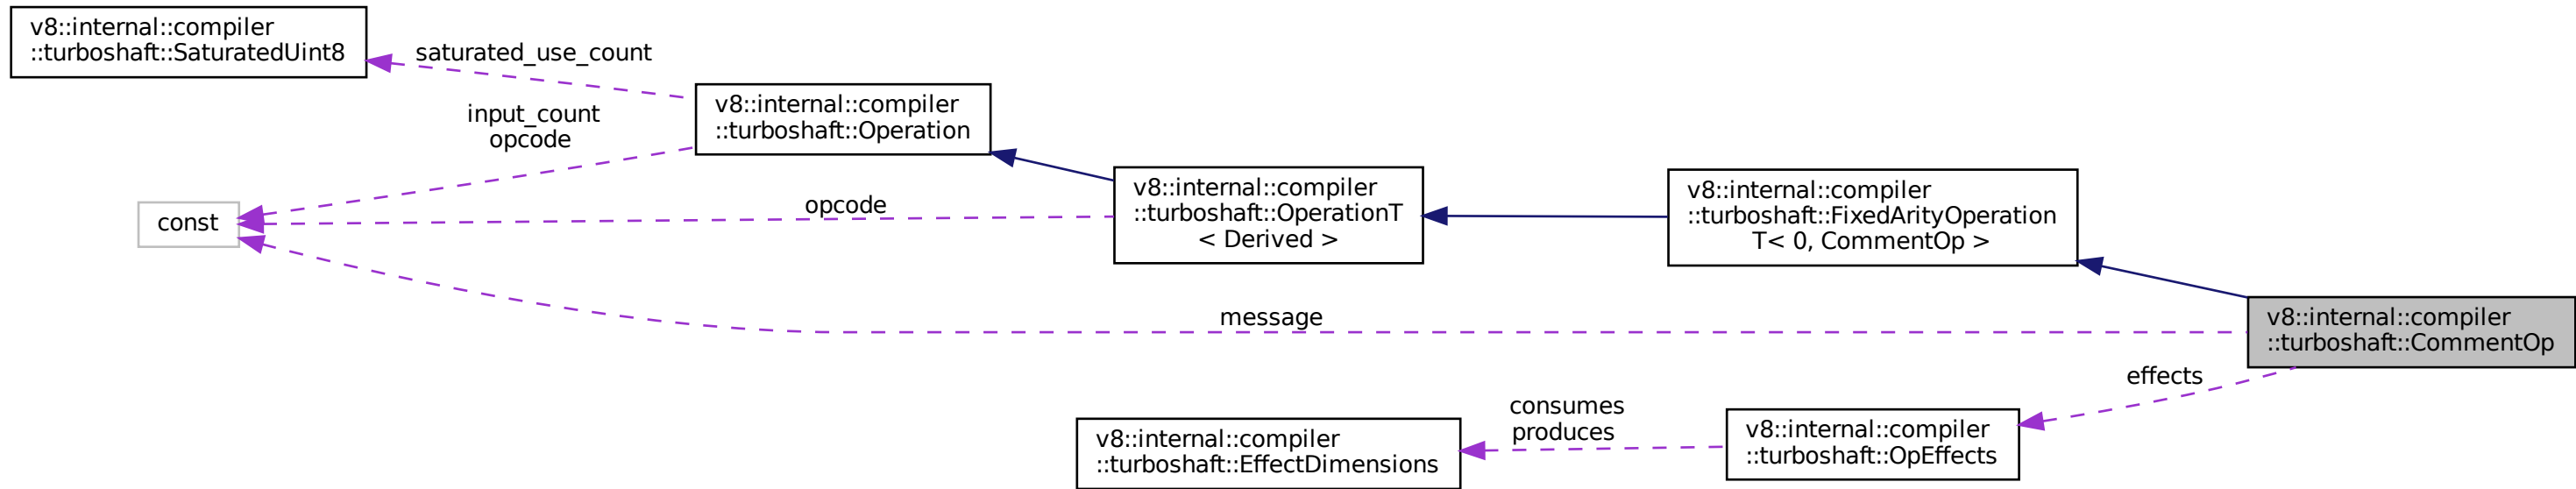 v8::internal::compiler
::turboshaft::SaturatedUint8
saturated_use_count
v8::internal::compiler
::turboshaft::Operation
input_count
opcode
const
opcode
v8::internal::compiler
::turboshaft::OperationT
< Derived >
v8::internal::compiler
::turboshaft::FixedArityOperation
T< 0, CommentOp >
message
v8::internal::compiler
::turboshaft::CommentOp
effects
consumes
produces
v8::internal::compiler
::turboshaft::EffectDimensions
v8::internal::compiler
::turboshaft::OpEffects